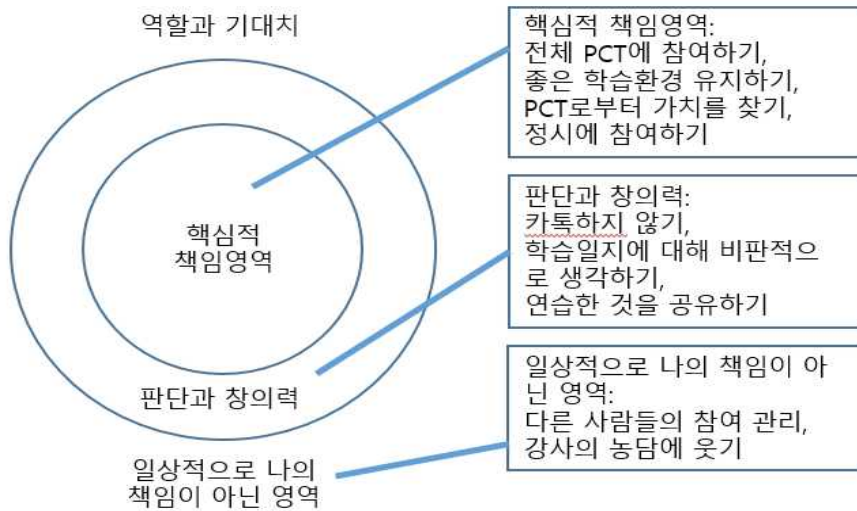 역할과 기대치
핵심적
책임영역
판단과 창의력
일상적으로 나의
책임이 아닌 영역
핵심적 책임영역:
전체 PCT에 참여하기,
좋은 학습환경 유지하기,
PCT로부터 가치를 찾기,
정시에 참여하기
판단과 창의력:
카톡하지 않기,
학습일지에 대해 비판적으
로 생각하기,
연습한 것을 공유하기
일상적으로 나의 책임이 아
닌 영역:
다른 사람들의 참여 관리,
강사의 농담에 웃기